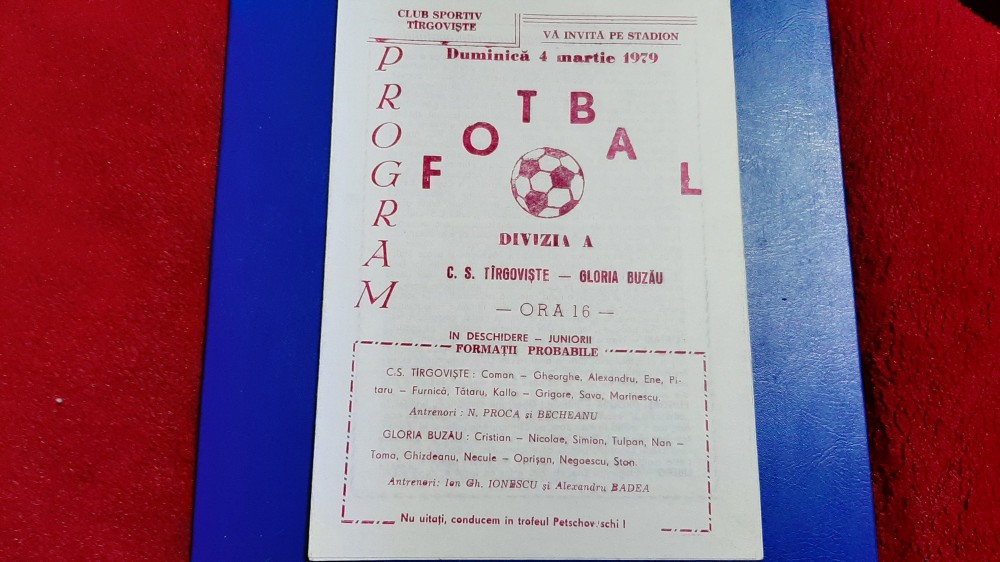 CLUB SPORTIV
TÎRGOVIȘTE
VĂ INVITĂ PE STADION
PROGRAM
Duminică 4 martie 1979
FOTBAL
DIVIZIA A
C. S. TÎRGOVIȘTE — GLORIA BUZĂU
— ORA 16 —
IN DESCHIDERE — JUNIORII
FORMAȚII PROBABILE
C.S. TÎRGOVIȘTE : Coman — Gheorghe, Alexandru, Ene, Pi-
taru — Furnică, Tătaru, Kallo — Grigore, Sava, Marinescu.
Antrenori : N. PROCA și BECHEANU
GLORIA BUZĂU : Cristian — Nicolae, Simion, Tulpan, Nan —
Toma, Ghizdeanu, Necule — Oprișan, Negoescu, Stan.
Antrenori: Ion Gh. IONESCU și Alexandru BADEA
Nu uitați, conducem in trofeul Petschovschi !